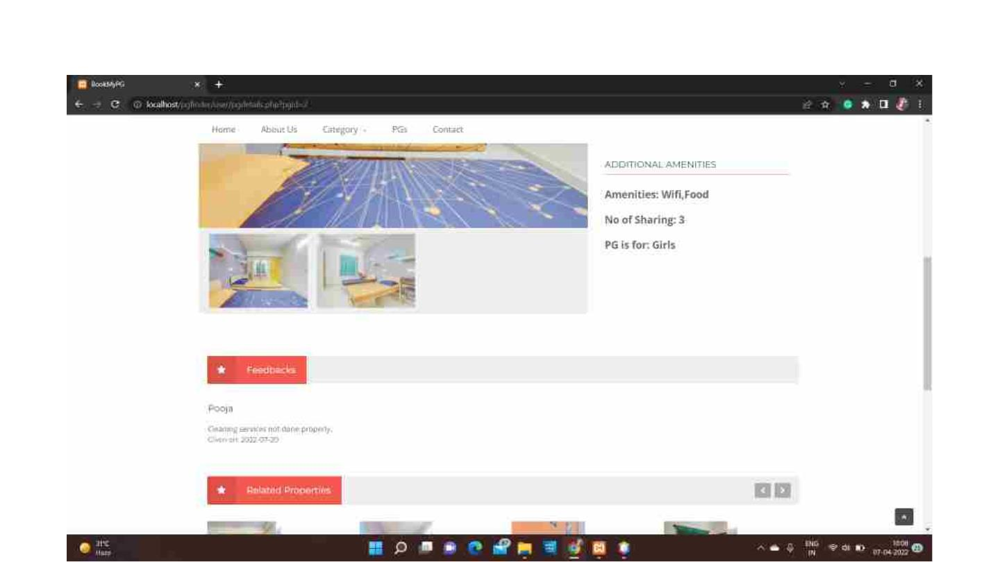 BookMyPG
localhost/pgfinder/user/pgdetails.php?pgid=
Home About Us Category PGs Contact
ADDITIONAL AMENITIES
Amenities: Wifi,Food
No of Sharing: 3
PG is for: Girls
Feedbacks
Pooja
Cleaning services not done properly.
Given on: 2022-03-20
Related Properties
31°C
Haze
ENG
IN
10:08
07-04-2022